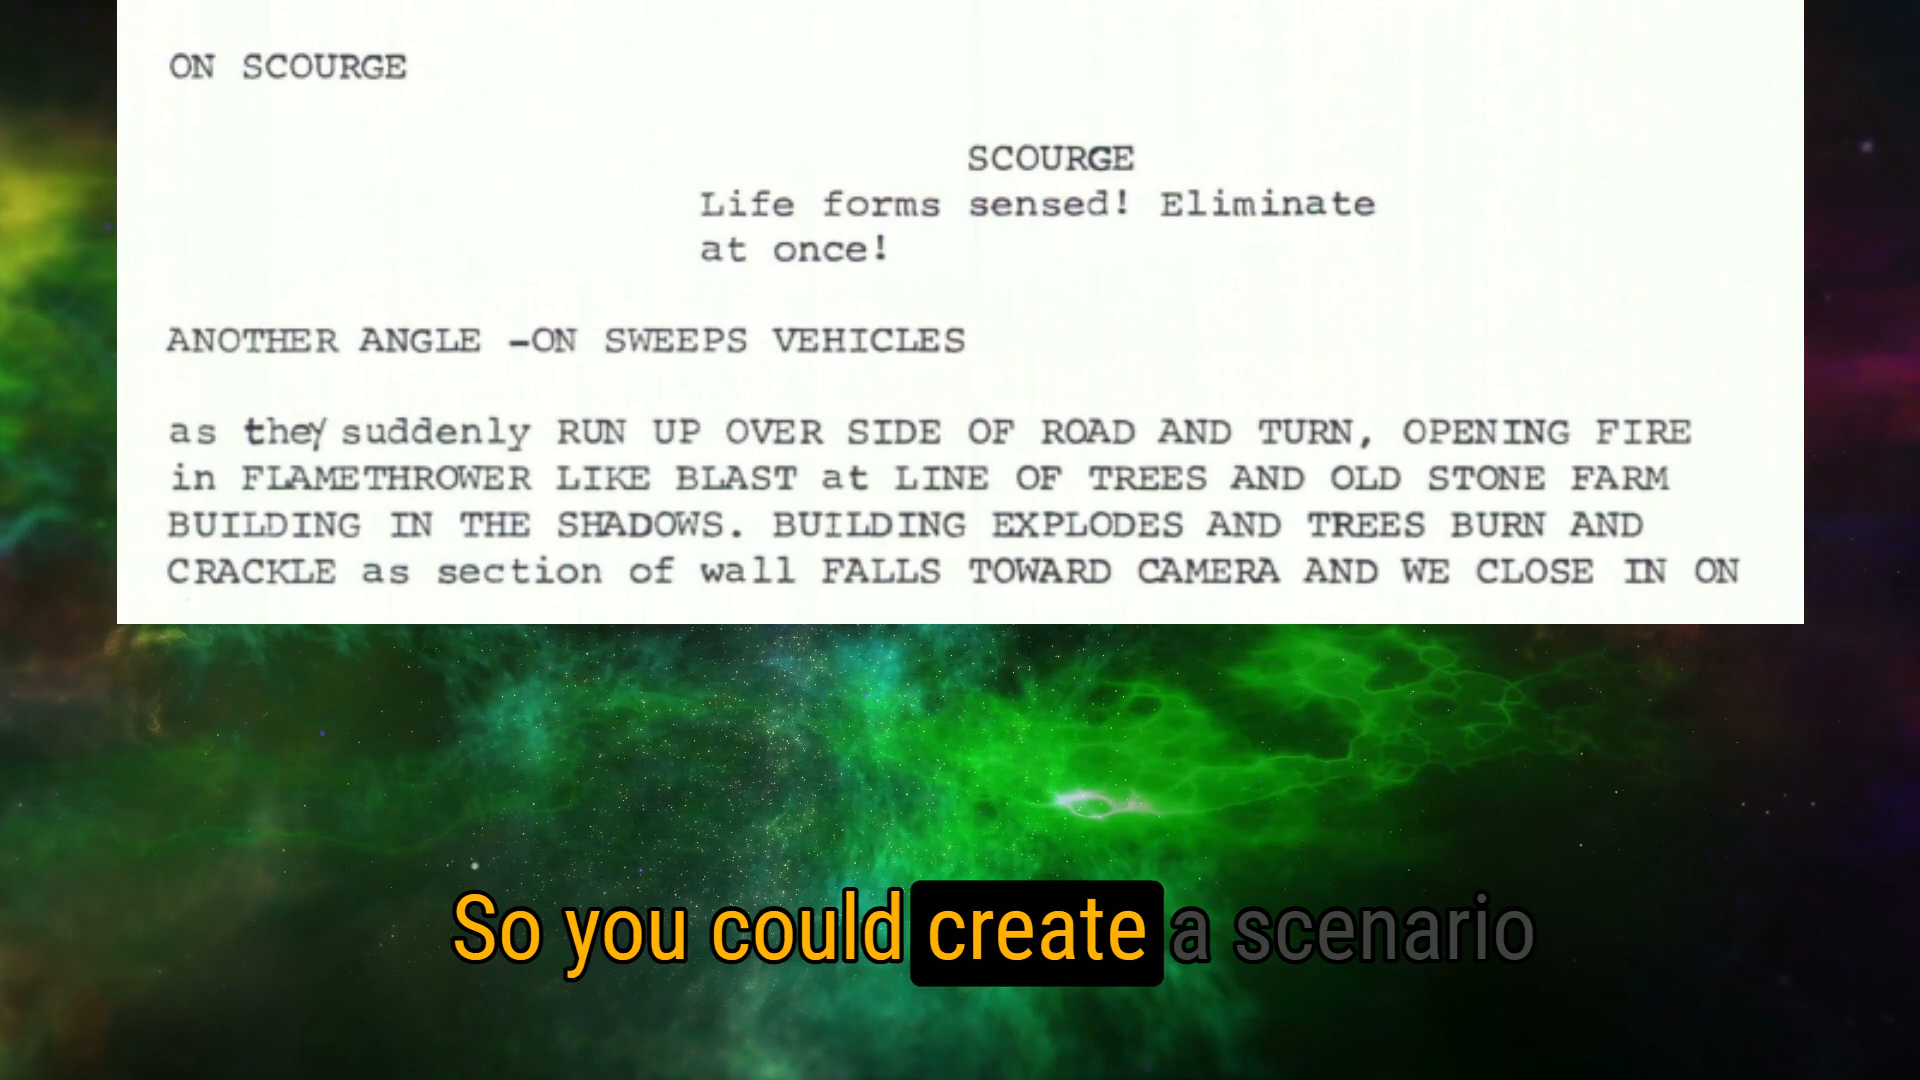 ON SCOURGE
SCOURGE
Life forms sensed! Eliminate
at once!
ANOTHER ANGLE -ON SWEEPS VEHICLES
as they suddenly RUN UP OVER SIDE OF ROAD AND TURN, OPENING FIRE
in FLAMETHROWER LIKE BLAST at LINE OF TREES AND OLD STONE FARM
BUILDING IN THE SHADOWS. BUILDING EXPLODES AND TREES BURN AND
CRACKLE as section of wall FALLS TOWARD CAMERA AND WE CLOSE IN ON
So you could create a scenario